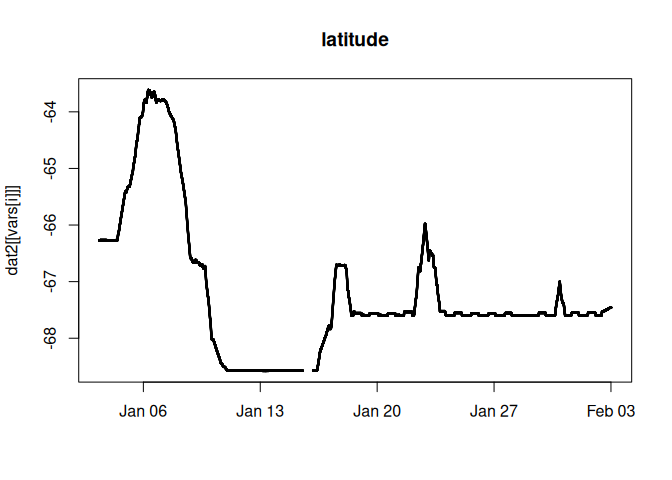 latitude
dat2[[vars[i]]]
-64
-65
-66
-67
-68
Jan 06
Jan 13
Jan 20
Jan 27
Feb 03